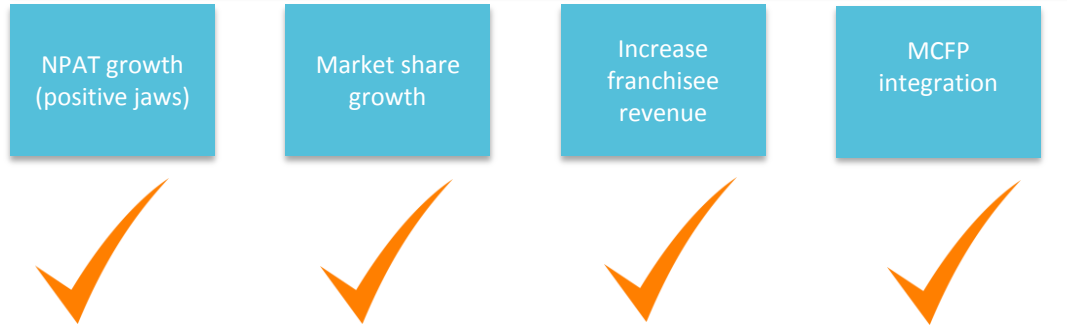 NPAT growth
(positive jaws)
Market share
growth
Increase
franchisee
revenue
MCFP
integration